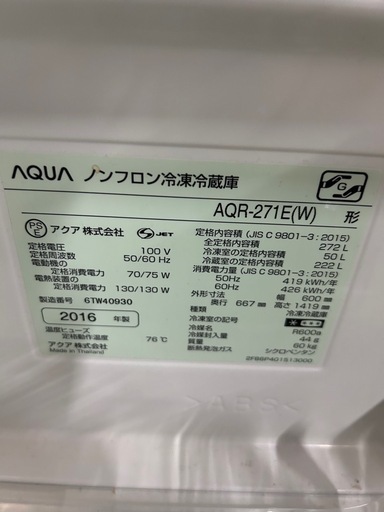 AQUA ノンフロン冷凍冷蔵庫
G
AQR-271E(W) 形
PS E アクア 株式会社 S JET
定格電圧 100 V
定格周波数 50/60 Hz
電動機の
定格消費電力 70/75 W
電熱装置の
定格消費電力 130/130 W
製造番号 6TW40930
2016 年製
温度ヒューズ
定格動作温度 76℃
アクア 株式会社
Made in Thailand
定格内容積 (JIS C 9801-3 : 2015)
全定格内容積 272 L
冷凍室の定格内容積 50 L
冷蔵室の定格内容積 222 L
消費電力量 (JIS C 9801-3 : 2015)
50Hz 419 kWh/年
60Hz 426 kWh/年
外形寸法 幅 600 mm
奥行 667 mm 高さ 1419 mm
種類 冷凍冷蔵庫
冷凍室の記号
冷媒 R600a
冷媒封入量 44 g
質量 60 kg
断熱発泡ガス シクロペンタン
>ABS<